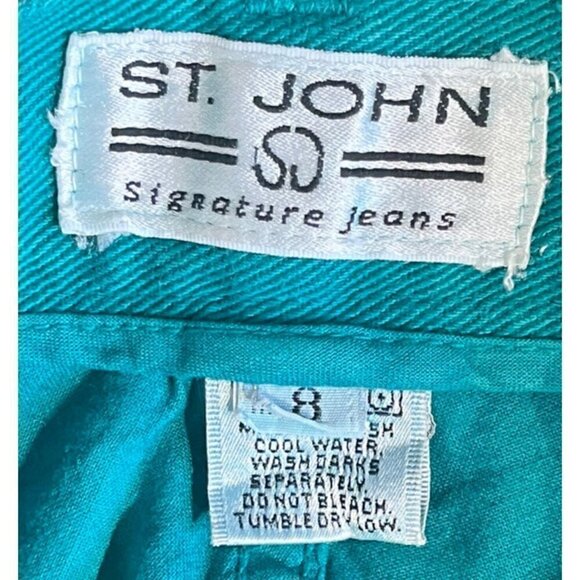 ST. JOHN
SJ
Signature jeans
8
COOL WATER,
WASH DARKS
SEPARATELY.
DO NOT BLEACH.
TUMBLE DRY LOW.